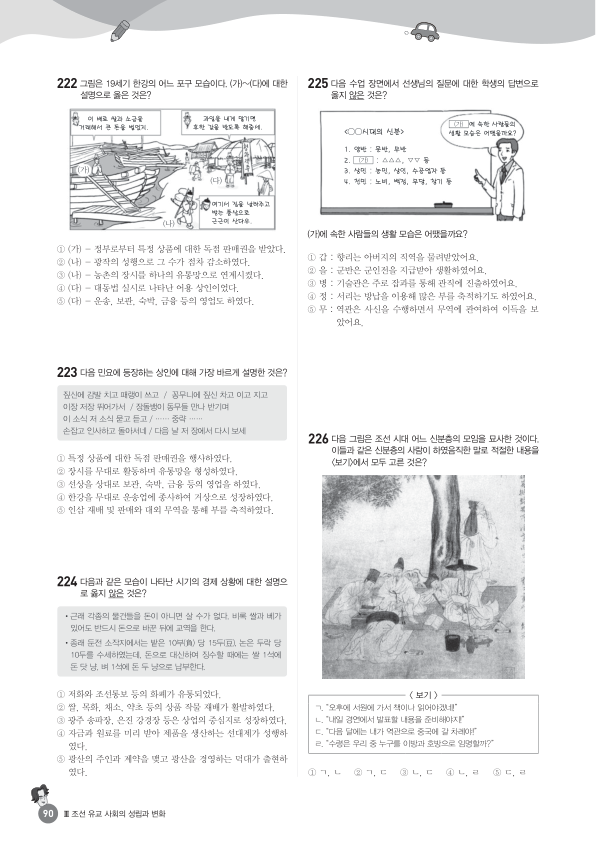 222 그림은 19세기 한강의 어느 포구 모습이다. (가)~(다)에 대한
설명으로 옳은 것은?
이 배로 쌀과 소금을
거래해서 큰 돈을 벌었지.
과일을 내게 맡기면
후한 값을 받도록 해줄게.
(가)
(다)
(나)
여기서 짐을 날라주고
받는 품삯으로
근근이 산다우.
① (가) - 정부로부터 특정 상품에 대한 독점 판매권을 받았다.
② (나) - 광작의 성행으로 그 수가 점차 감소하였다.
③ (나) - 농촌의 장시를 하나의 유통망으로 연계시켰다.
④ (다) - 대동법 실시로 나타난 어용 상인이었다.
⑤ (다) - 운송, 보관, 숙박, 금융 등의 영업도 하였다.
223 다음 민요에 등장하는 상인에 대해 가장 바르게 설명한 것은?
짚신에 감발 치고 패랭이 쓰고 / 꽁무니에 짚신 차고 이고 지고
이장 저장 뛰어가서 / 장돌뱅이 동무들 만나 반기며
이 소식 저 소식 묻고 듣고 / …… 중략 ……
손잡고 인사하고 돌아서네 / 다음 날 저 장에서 다시 보세
① 특정 상품에 대한 독점 판매권을 행사하였다.
② 장시를 무대로 활동하며 유통망을 형성하였다.
③ 선상을 상대로 보관, 숙박, 금융 등의 영업을 하였다.
④ 한강을 무대로 운송업에 종사하여 거상으로 성장하였다.
⑤ 인삼 재배 및 판매와 대외 무역을 통해 부를 축적하였다.
224 다음과 같은 모습이 나타난 시기의 경제 상황에 대한 설명으
로 옳지 않은 것은?
• 근래 각종의 물건들을 돈이 아니면 살 수가 없다. 비록 쌀과 베가
있어도 반드시 돈으로 바꾼 뒤에 교역을 한다.
• 종래 둔전 소작지에서는 밭은 10부(負) 당 15두(豆), 논은 두락 당
10두를 수세하였는데, 돈으로 대신하여 징수할 때에는 쌀 1석에
돈 닷 냥, 벼 1석에 돈 두 냥으로 납부한다.
① 저화와 조선통보 등의 화폐가 유통되었다.
② 쌀, 목화, 채소, 약초 등의 상품 작물 재배가 활발하였다.
③ 광주 송파장, 은진 강경장 등은 상업의 중심지로 성장하였다.
④ 자금과 원료를 미리 받아 제품을 생산하는 선대제가 성행하
였다.
⑤ 광산의 주인과 계약을 맺고 광산을 경영하는 덕대가 출현하
였다.
90 Ⅲ 조선 유교 사회의 성립과 변화
225 다음 수업 장면에서 선생님의 질문에 대한 학생의 답변으로
옳지 않은 것은?
<○○시대의 신분>
1. 양반 : 문반, 무반
2. (가) : △△△, ▽▽ 등
3. 상민 : 농민, 상인, 수공업자 등
4. 천민 : 노비, 백정, 무당, 창기 등
(가)에 속한 사람들의
생활 모습은 어땠을까요?
(가)에 속한 사람들의 생활 모습은 어땠을까요?
① 갑 : 향리는 아버지의 직역을 물려받았어요.
② 을 : 군반은 군인전을 지급받아 생활하였어요.
③ 병 : 기술관은 주로 잡과를 통해 관직에 진출하였어요.
④ 정 : 서리는 방납을 이용해 많은 부를 축적하기도 하였어요.
⑤ 무 : 역관은 사신을 수행하면서 무역에 관여하여 이득을 보
았어요.
226 다음 그림은 조선 시대 어느 신분층의 모임을 묘사한 것이다.
이들과 같은 신분층의 사람이 하였음직한 말로 적절한 내용을
<보기>에서 모두 고른 것은?
< 보기 >
ㄱ. “오후에 서원에 가서 책이나 읽어야겠네!”
ㄴ. “내일 경연에서 발표할 내용을 준비해야지!”
ㄷ. “다음 달에는 내가 역관으로 중국에 갈 차례야!”
ㄹ. “수령은 우리 중 누구를 이방과 호방으로 임명할까?”
① ㄱ, ㄴ ② ㄱ, ㄷ ③ ㄴ, ㄷ ④ ㄴ, ㄹ ⑤ ㄷ, ㄹ